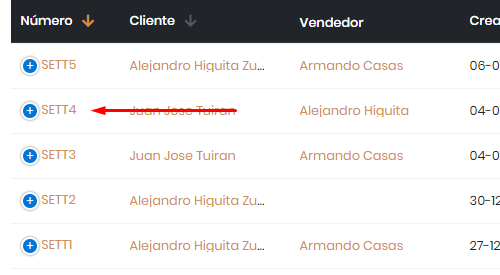 Número Cliente Vendedor Crea
SETT5 Alejandro Higuita Zu... Armando Casas 06-0
SETT4 Juan Jose Tuiran Alejandro Higuita 04-0
SETT3 Juan Jose Tuiran Armando Casas 04-0
SETT2 Alejandro Higuita Zu... 30-12
SETT1 Alejandro Higuita Zu... Armando Casas 27-12